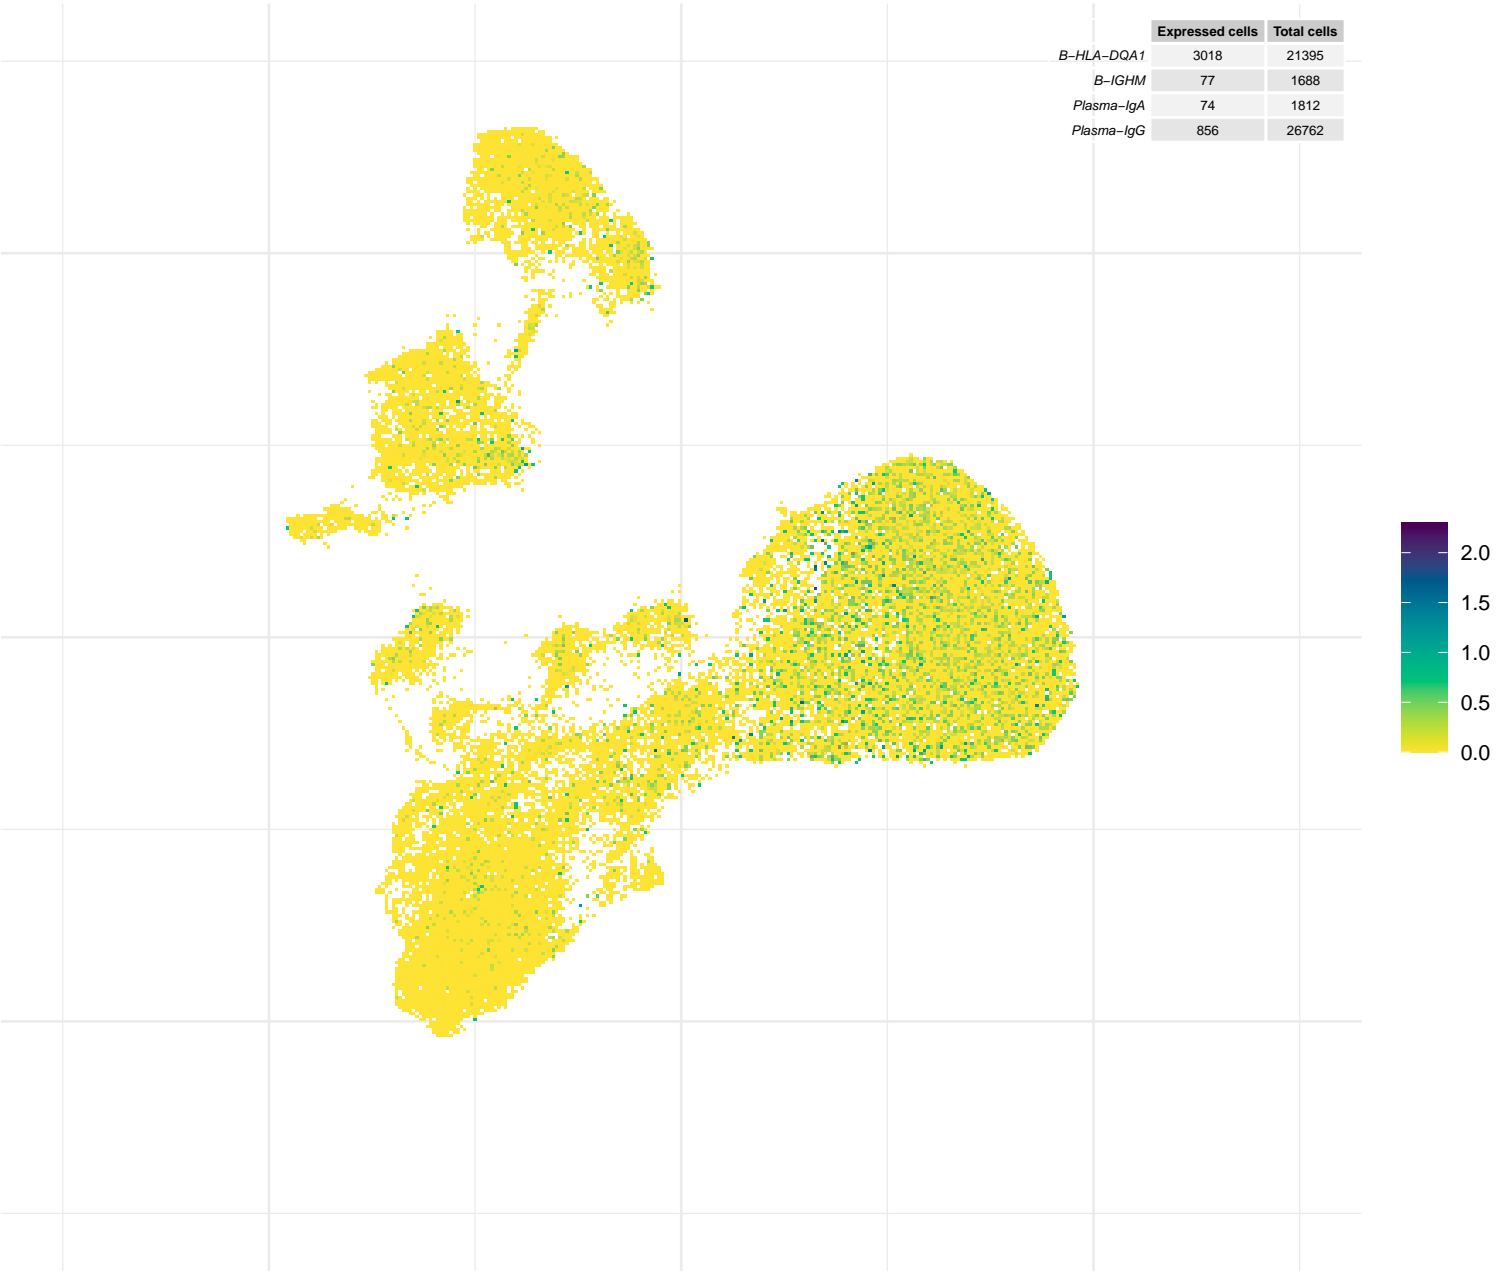 Expressed cells Total cells
B−HLA−DQA1 3018 21395
B−IGHM 77 1688
Plasma−IgA 74 1812
Plasma−IgG 856 26762
2.0
1.5
1.0
0.5
0.0